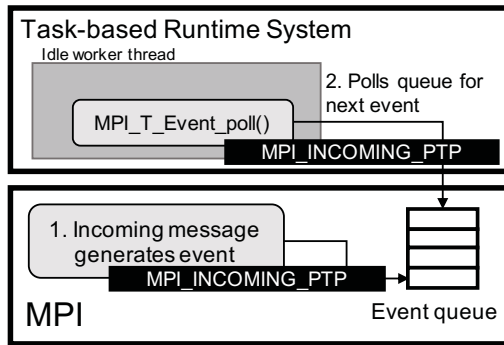 Task-based Runtime System
Idle worker thread
2. Polls queue for
next event
MPI_T_Event_poll()
MPI_INCOMING_PTP
1. Incoming message
generates event
MPI_INCOMING_PTP
Event queue
MPI